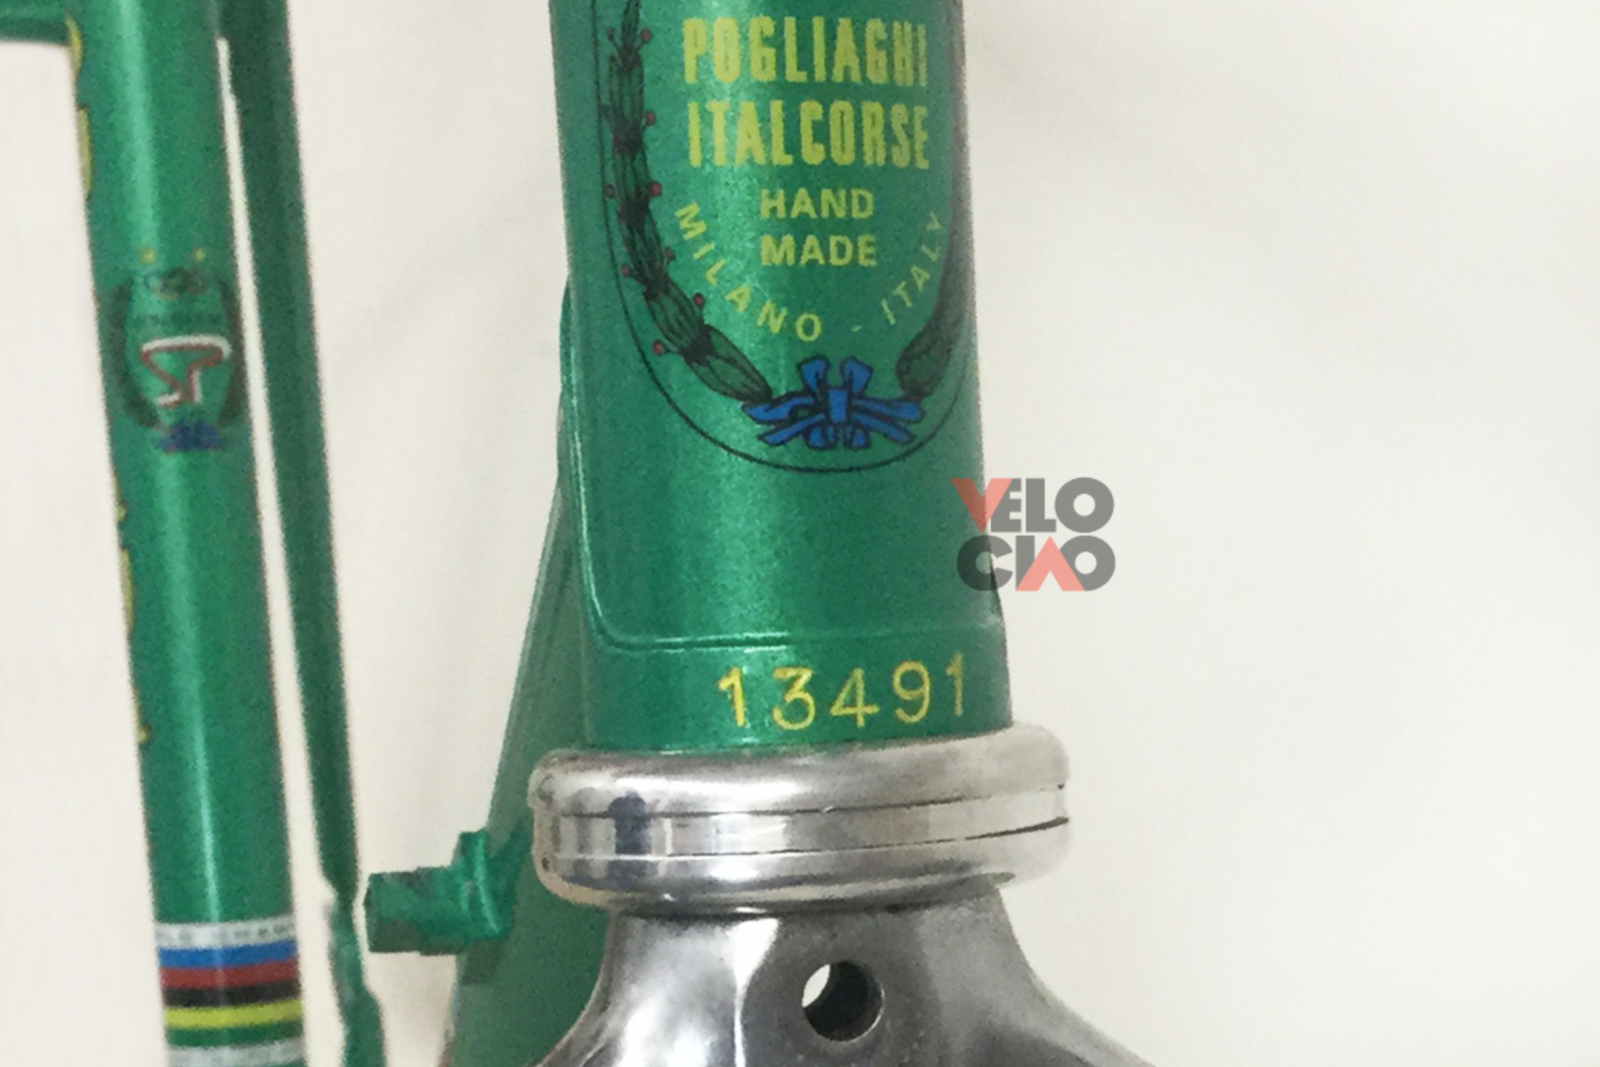 POGLIAGHI
ITALCORSE
HAND
MADE
MILANO - ITALY
VELO
CIAO
13491